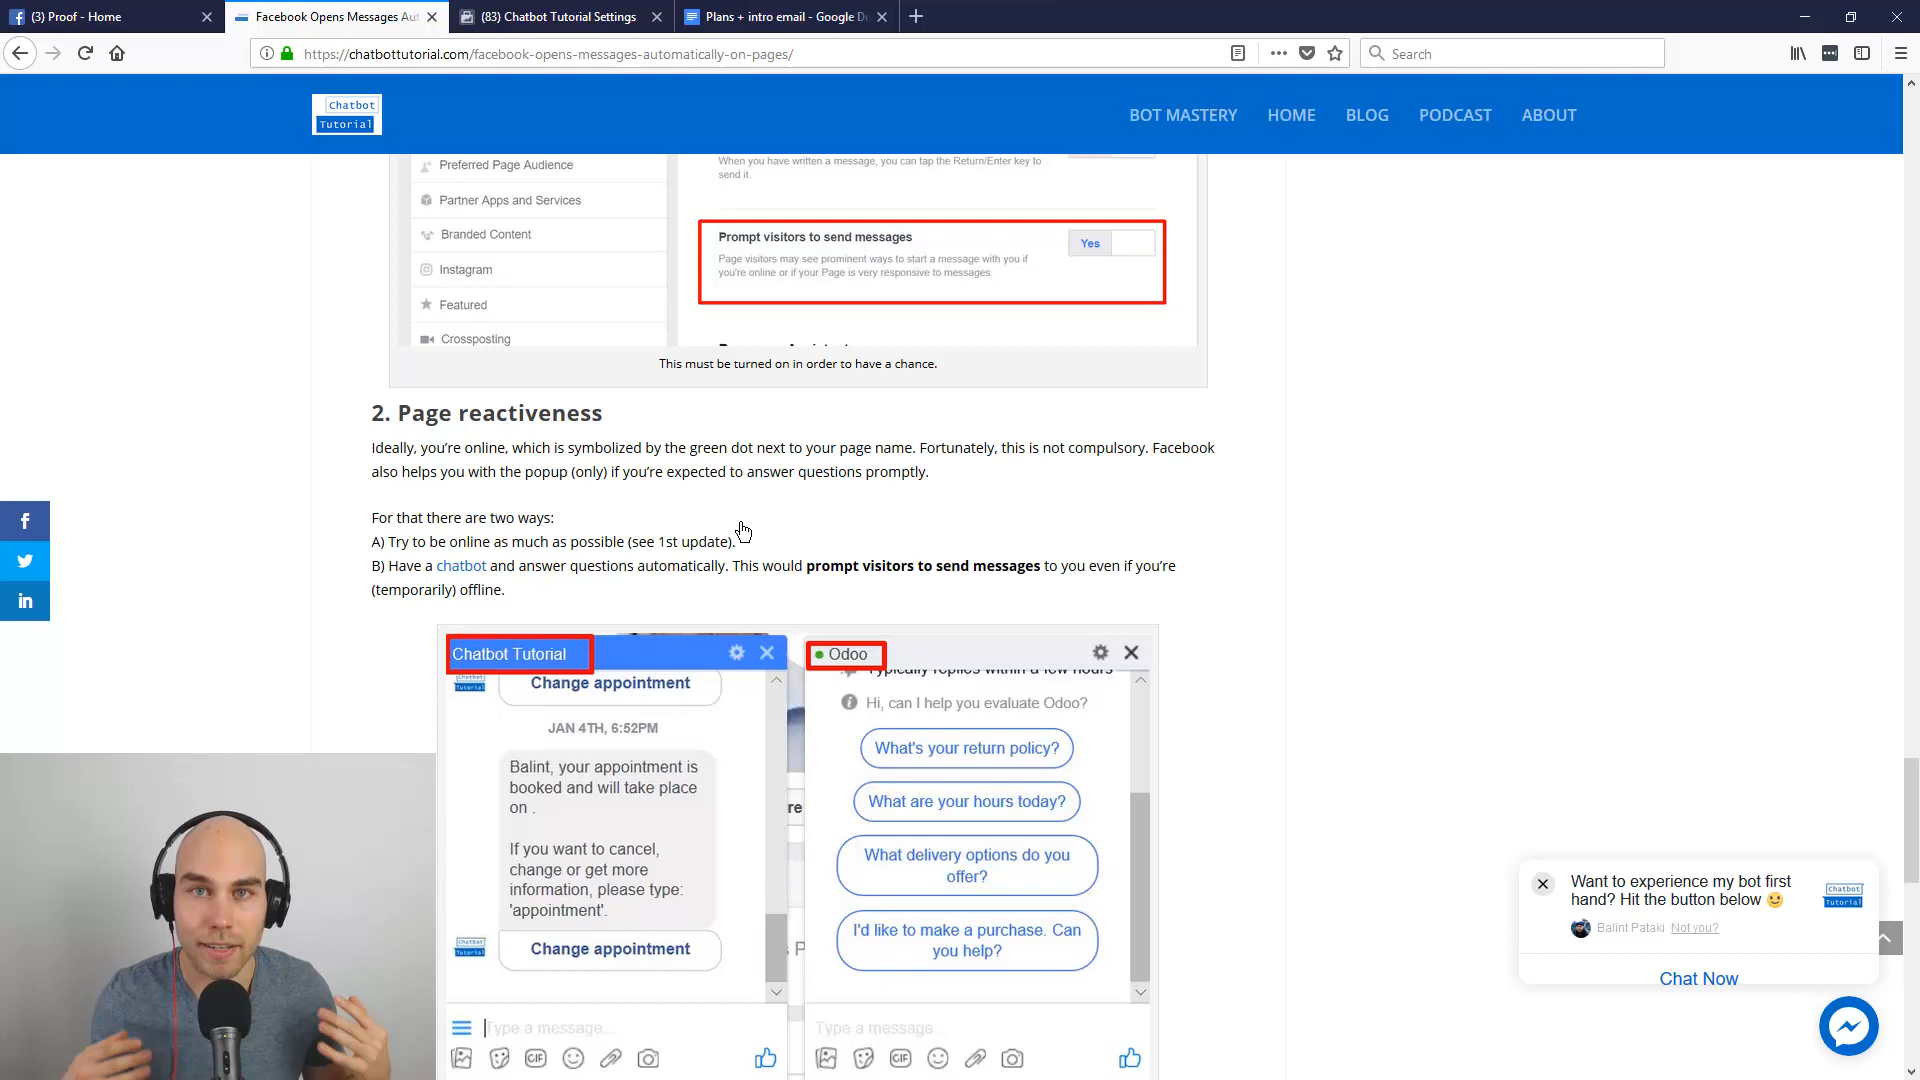 (3) Proof - Home
Facebook Opens Messages Aut
(83) Chatbot Tutorial Settings
Plans + intro email - Google Do
https://chatbottutorial.com/facebook-opens-messages-automatically-on-pages/
Search
Chatbot
Tutorial
BOT MASTERY
HOME
BLOG
PODCAST
ABOUT
Preferred Page Audience
Partner Apps and Services
Branded Content
Instagram
Featured
Crossposting
When you have written a message, you can tap the Return/Enter key to
send it.
Prompt visitors to send messages
Yes
Page visitors may see prominent ways to start a message with you if
you're online or if your Page is very responsive to messages.
This must be turned on in order to have a chance.
2. Page reactiveness
Ideally, you’re online, which is symbolized by the green dot next to your page name. Fortunately, this is not compulsory. Facebook
also helps you with the popup (only) if you’re expected to answer questions promptly.
For that there are two ways:
A) Try to be online as much as possible (see 1st update).
B) Have a chatbot and answer questions automatically. This would prompt visitors to send messages to you even if you’re
(temporarily) offline.
Chatbot Tutorial
Change appointment
JAN 4TH, 6:52PM
Balint, your appointment is
booked and will take place
on .
If you want to cancel,
change or get more
information, please type:
'appointment'.
Change appointment
Type a message...
GIF
Odoo
Typically replies within a few hours
Hi, can I help you evaluate Odoo?
What's your return policy?
What are your hours today?
What delivery options do you
offer?
I'd like to make a purchase. Can
you help?
Type a message...
GIF
Want to experience my bot first
hand? Hit the button below
Chatbot
Tutorial
Balint Pataki Not you?
Chat Now